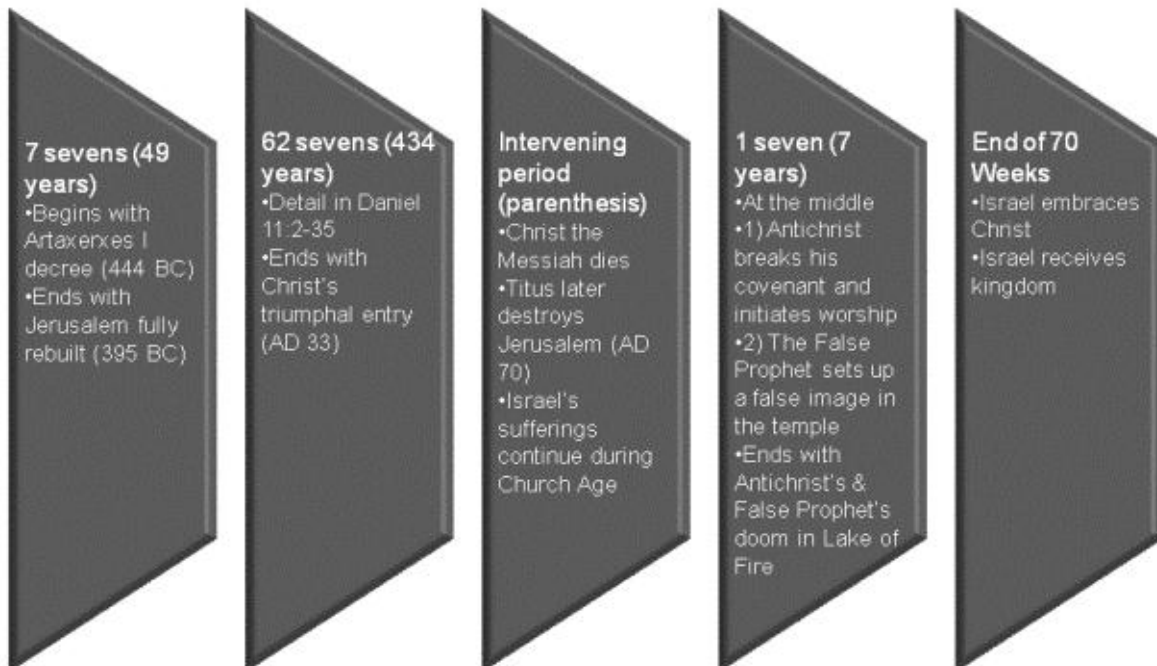 7 sevens (49
years)
•Begins with
Artaxerxes I
decree (444 BC)
•Ends with
Jerusalem fully
rebuilt (395 BC)
62 sevens (434
years)
•Detail in Daniel
11:2-35
•Ends with
Christ's
triumphal entry
(AD 33)
Intervening
period
(parenthesis)
•Christ the
Messiah dies
•Titus later
destroys
Jerusalem (AD
70)
•Israel's
sufferings
continue during
Church Age
1 seven (7
years)
•At the middle
•1) Antichrist
breaks his
covenant and
initiates worship
•2) The False
Prophet sets up
a false image in
the temple
•Ends with
Antichrist's &
False Prophet's
doom in Lake of
Fire
End of 70
Weeks
•Israel embraces
Christ
•Israel receives
kingdom